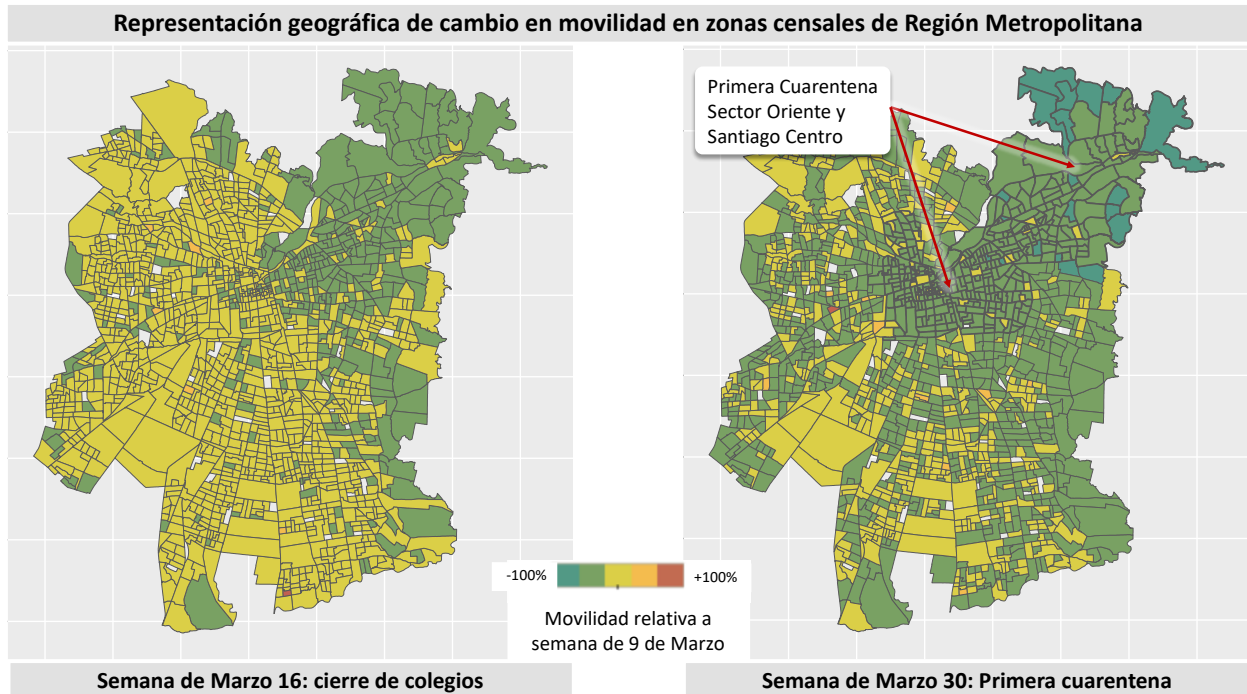 Representación geográfica de cambio en movilidad en zonas censales de Región Metropolitana
Primera Cuarentena
Sector Oriente y
Santiago Centro
-100%
+100%
Movilidad relativa a
semana de 9 de Marzo
Semana de Marzo 16: cierre de colegios
Semana de Marzo 30: Primera cuarentena